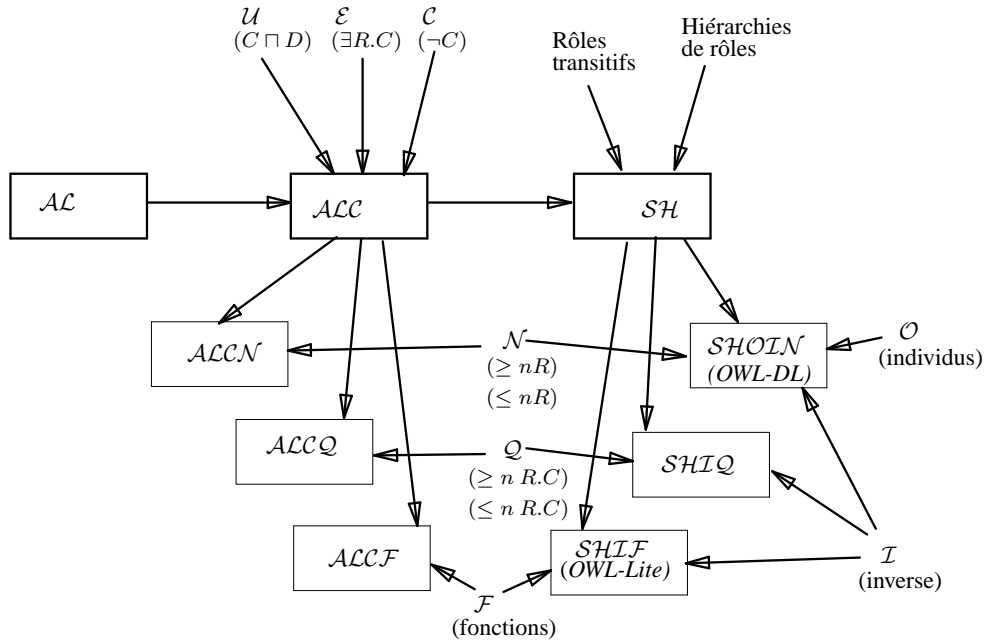 𝒰 ℰ 𝒞
(C ⊓ D) (∃R.C) (¬C)
Rôles
transitifs
Hiérarchies
de rôles
𝒜ℒ
𝒜ℒ𝒞
𝒮ℋ
𝒜ℒ𝒞𝒩
𝒩
(≥ nR)
(≤ nR)
𝒮ℋ𝒪ℐ𝒩
(OWL-DL)
𝒪
(individus)
𝒜ℒ𝒞𝒬
𝒬
(≥ n R.C)
(≤ n R.C)
𝒮ℋℐ𝒬
𝒜ℒ𝒞ℱ
𝒮ℋℐℱ
(OWL-Lite)
ℐ
(inverse)
ℱ
(fonctions)